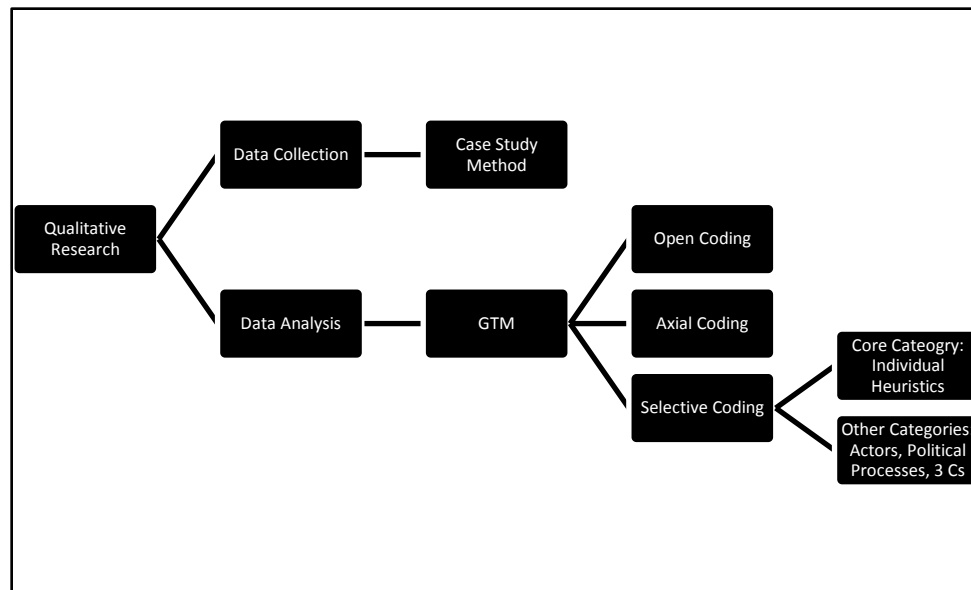 Data Collection
Case Study
Method
Qualitative
Research
Open Coding
Data Analysis
GTM
Axial Coding
Selective Coding
Core Cateogry:
Individual
Heuristics
Other Categories
Actors, Political
Processes, 3 Cs